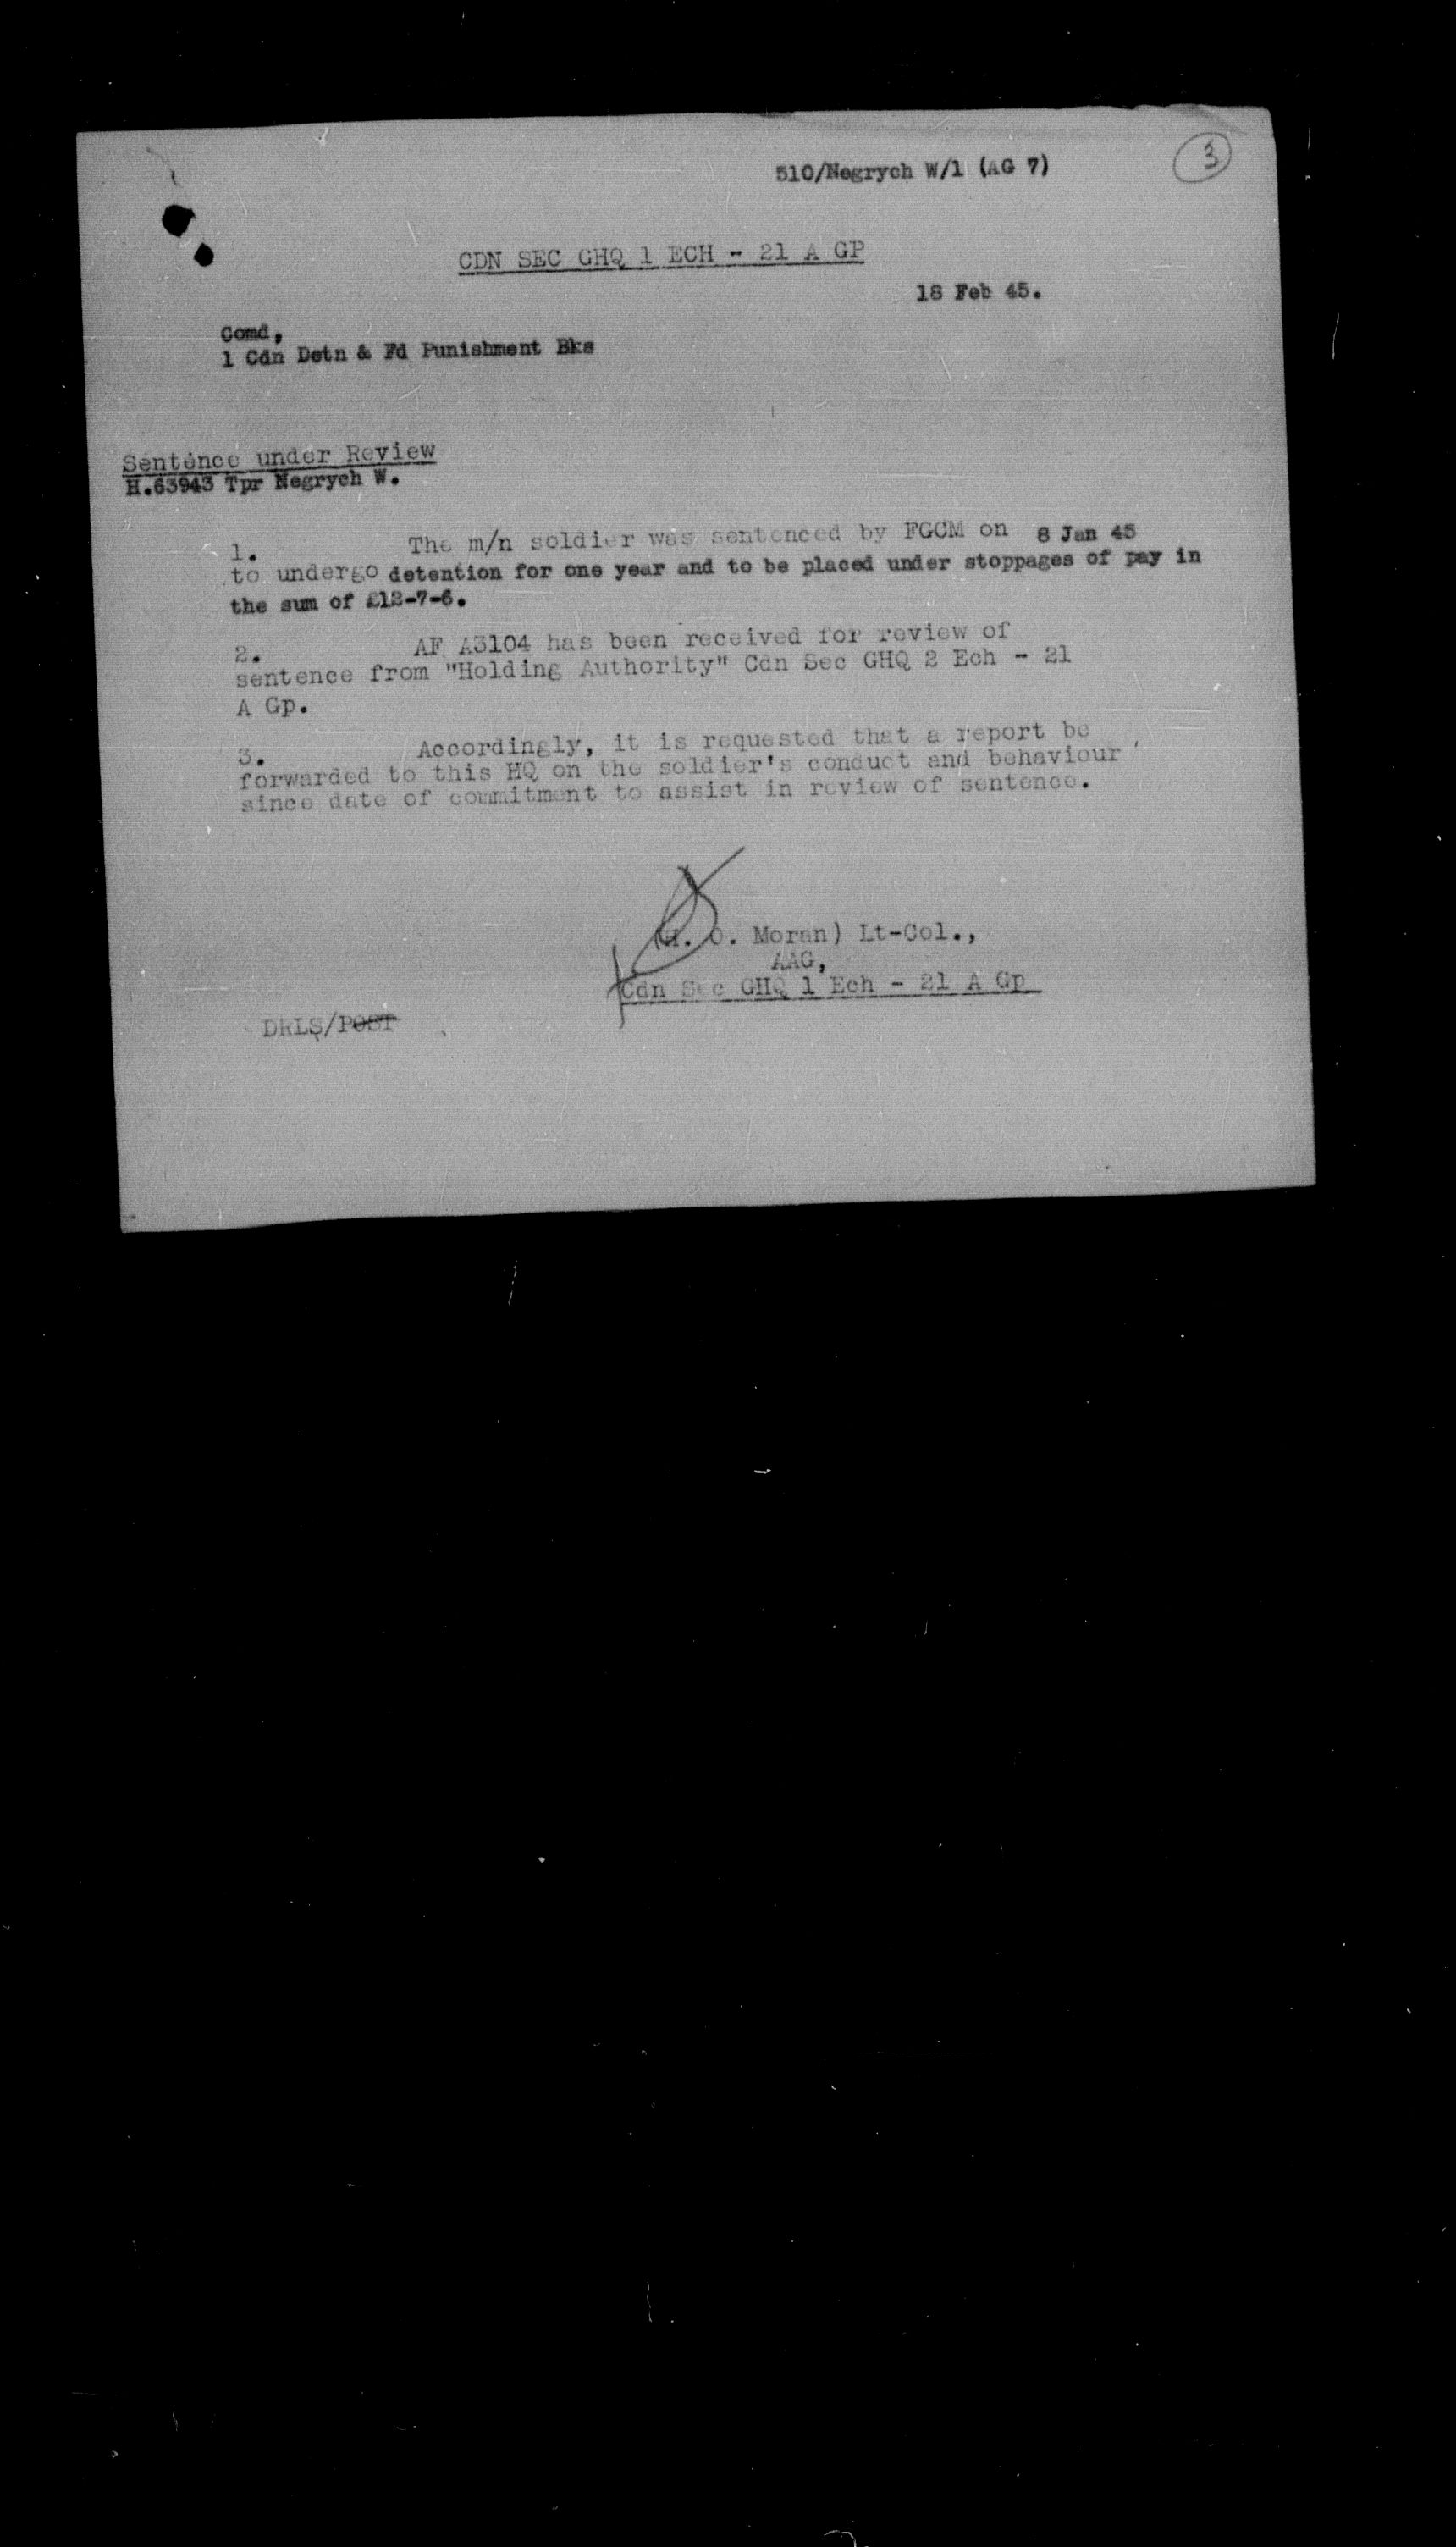 3
510/Negrych W/1 (AG 7)
CDN SEC GHQ 1 ECH - 21 A GP
18 Feb 45.
Comd,
1 Cdn Detn & Fd Punishment Bks
Sentence under Review
H.63943 Tpr Negrych W.
1. The m/n soldier was sentenced by FGCM on 8 Jan 45
to undergo detention for one year and to be placed under stoppages of pay in
the sum of £12-7-6.
2. AF A3104 has been received for review of
sentence from "Holding Authority" Cdn Sec GHQ 2 Ech - 21
A Gp.
3. Accordingly, it is requested that a report be
forwarded to this HQ on the soldier's conduct and behaviour
since date of commitment to assist in review of sentence.
(H. O. Moran) Lt-Col.,
AAG,
Cdn Sec GHQ 1 Ech - 21 A Gp
DRLS/POST